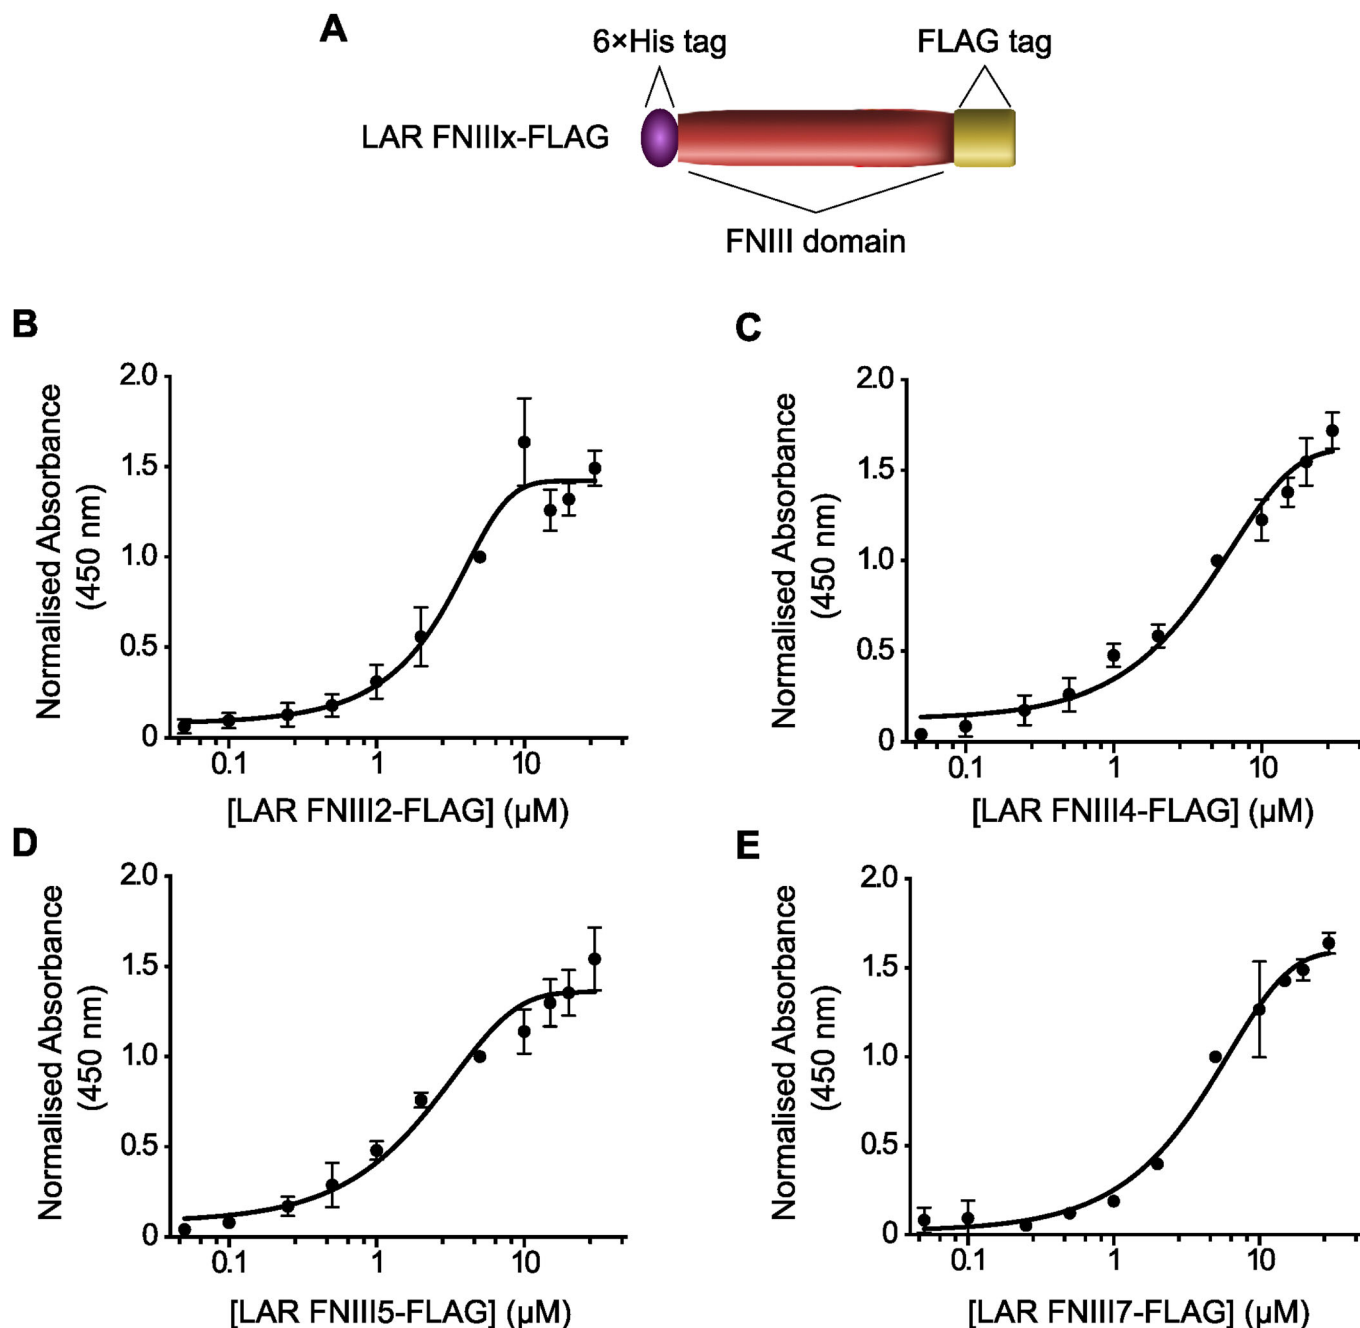 A
6×His tag
FLAG tag
LAR FNIIIx-FLAG
FNIII domain
B
Normalised Absorbance
(450 nm)
2.0
1.5
1.0
0.5
0
0.1
1
10
[LAR FNIII2-FLAG] (µM)
C
Normalised Absorbance
(450 nm)
2.0
1.5
1.0
0.5
0
0.1
1
10
[LAR FNIII4-FLAG] (µM)
D
Normalised Absorbance
(450 nm)
2.0
1.5
1.0
0.5
0
0.1
1
10
[LAR FNIII5-FLAG] (µM)
E
Normalised Absorbance
(450 nm)
2.0
1.5
1.0
0.5
0
0.1
1
10
[LAR FNIII7-FLAG] (µM)